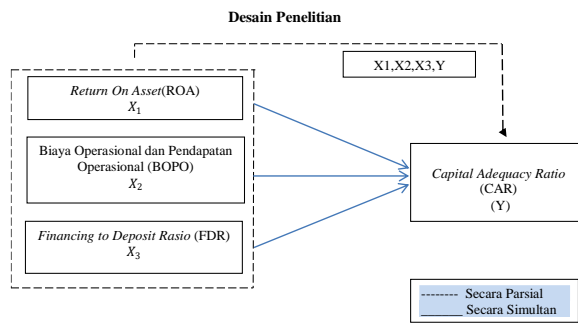 Desain Penelitian
X1,X2,X3,Y
Return On Asset(ROA)
X₁
Biaya Operasional dan Pendapatan
Operasional (BOPO)
X₂
Financing to Deposit Rasio (FDR)
X₃
Capital Adequacy Ratio
(CAR)
(Y)
Secara Parsial
Secara Simultan